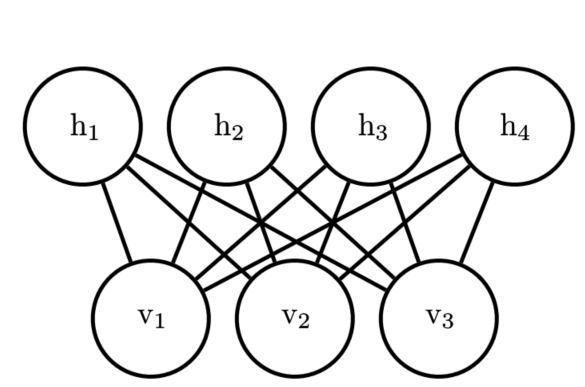 h₁ h₂ h₃ h₄
v₁ v₂ v₃